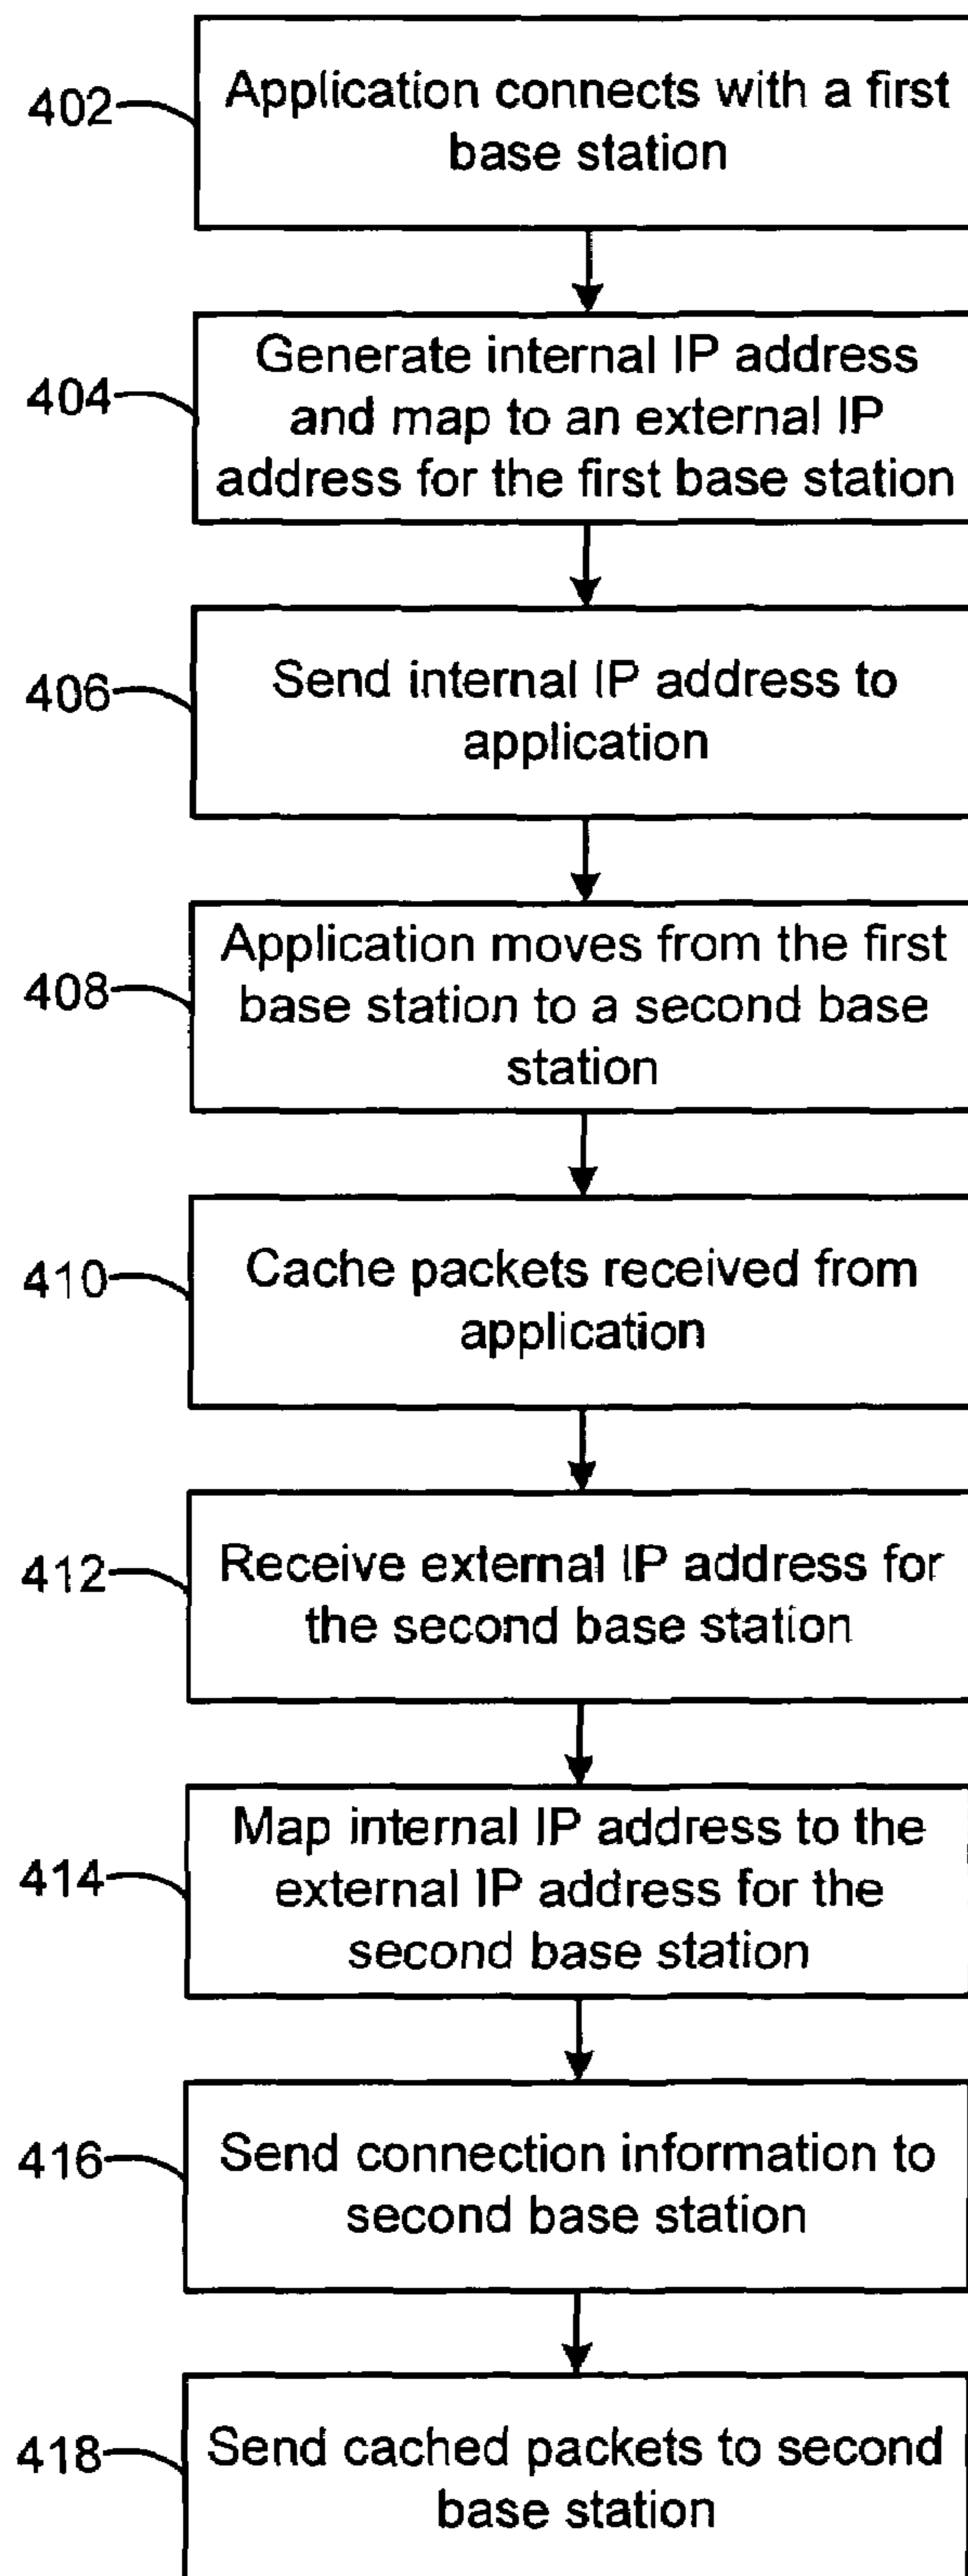 402
Application connects with a first
base station
404
Generate internal IP address
and map to an external IP
address for the first base station
406
Send internal IP address to
application
408
Application moves from the first
base station to a second base
station
410
Cache packets received from
application
412
Receive external IP address for
the second base station
414
Map internal IP address to the
external IP address for the
second base station
416
Send connection information to
second base station
418
Send cached packets to second
base station